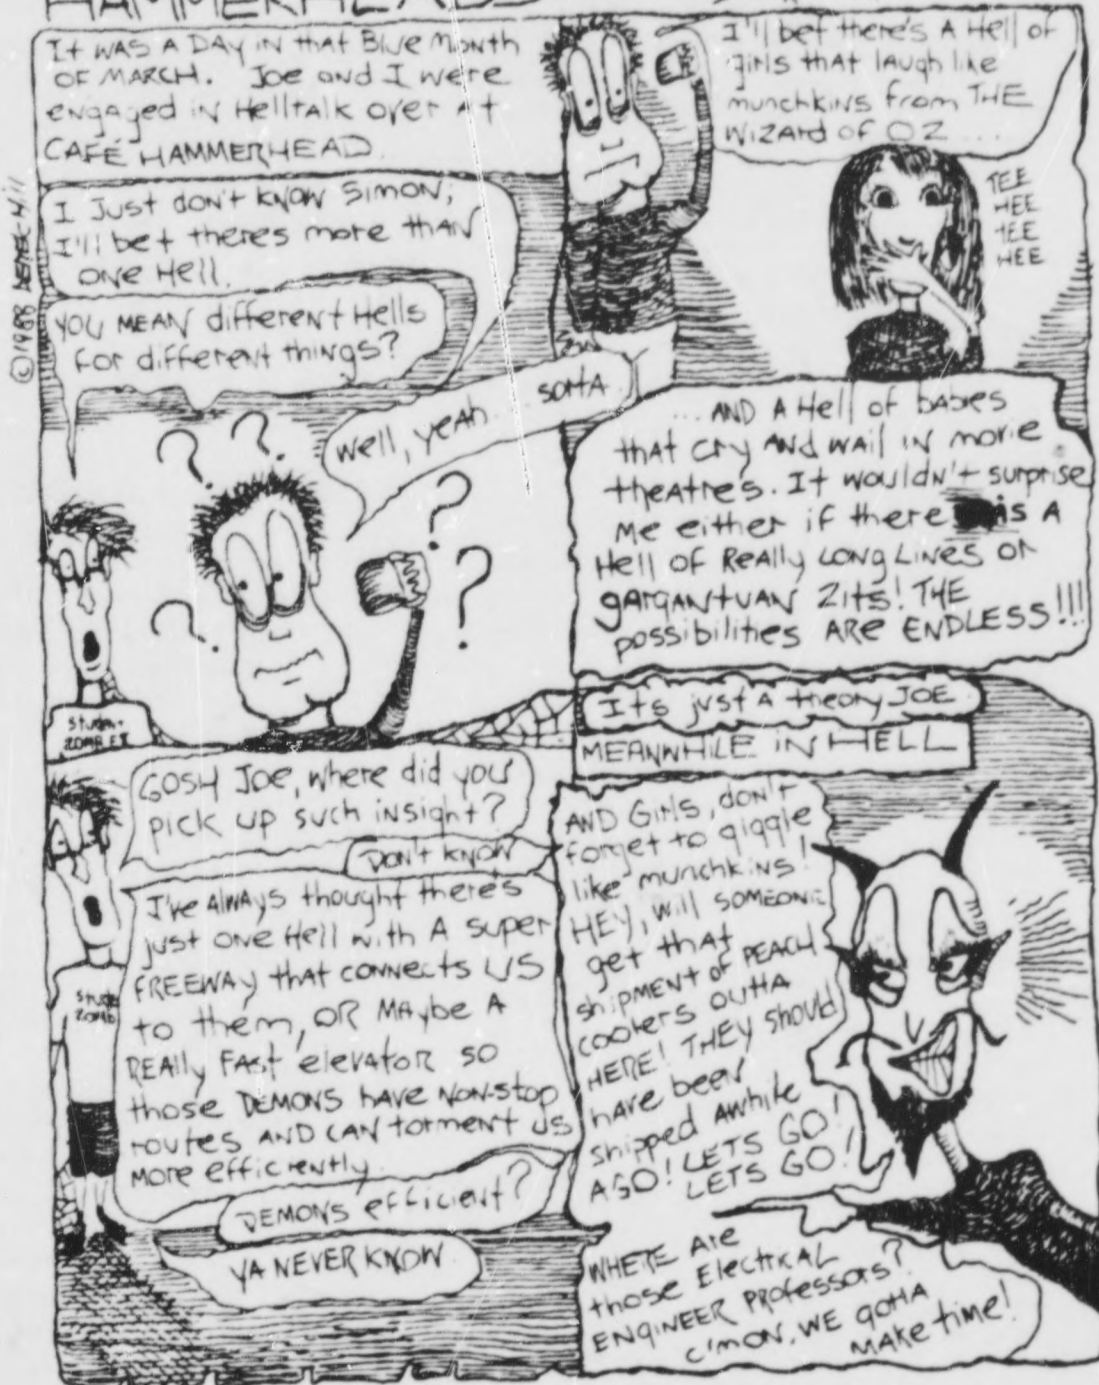 HAMMERHEADS
It was a day in that Blue month
of March. Joe and I were
engaged in Helltalk over at
CAFÉ HAMMERHEAD.
I Just don't know Simon;
I'll bet theres more than
one Hell.
You mean different Hells
for different things?
Well, yeah. sotta
? ? ? ? ?
Student
ZOMBEI
©1988 DEREK Hill
I'll bet there's A Hell of
girls that laugh like
munchkins from THE
Wizard of OZ...
TEE
HEE
TEE
HEE
...AND A Hell of babies
that cry AND wail in movie
theatres. It wouldn't surprise
me either if there is A
Hell of Really Long Lines or
gargantuan Zits! THE
possibilities ARE ENDLESS!!!
Gosh Joe, where did you
pick up such insight?
Don't know
I've always thought there's
just one Hell with A super
FREEWAY that connects US
to them, OR Maybe A
REAlly FAST elevator so
those DEMONS have NON-stop
routes AND CAN torment us
more efficiently.
Demons efficient?
YA NEVER KNOW.
Its just A theory JOE
MEANWHILE IN HELL
AND Girls, don't
forget to giggle
like munchkins!
HEY, will SOMEONE
get that
shipment of PEACH
coolers OUTTA
HERE! They should
have been
shipped awhile
AGO! LETS GO!
LETS GO!
WHERE Are
those Electrical
ENGINEER PROFESSORS?
C'MON. WE GOTTA
MAKE time!